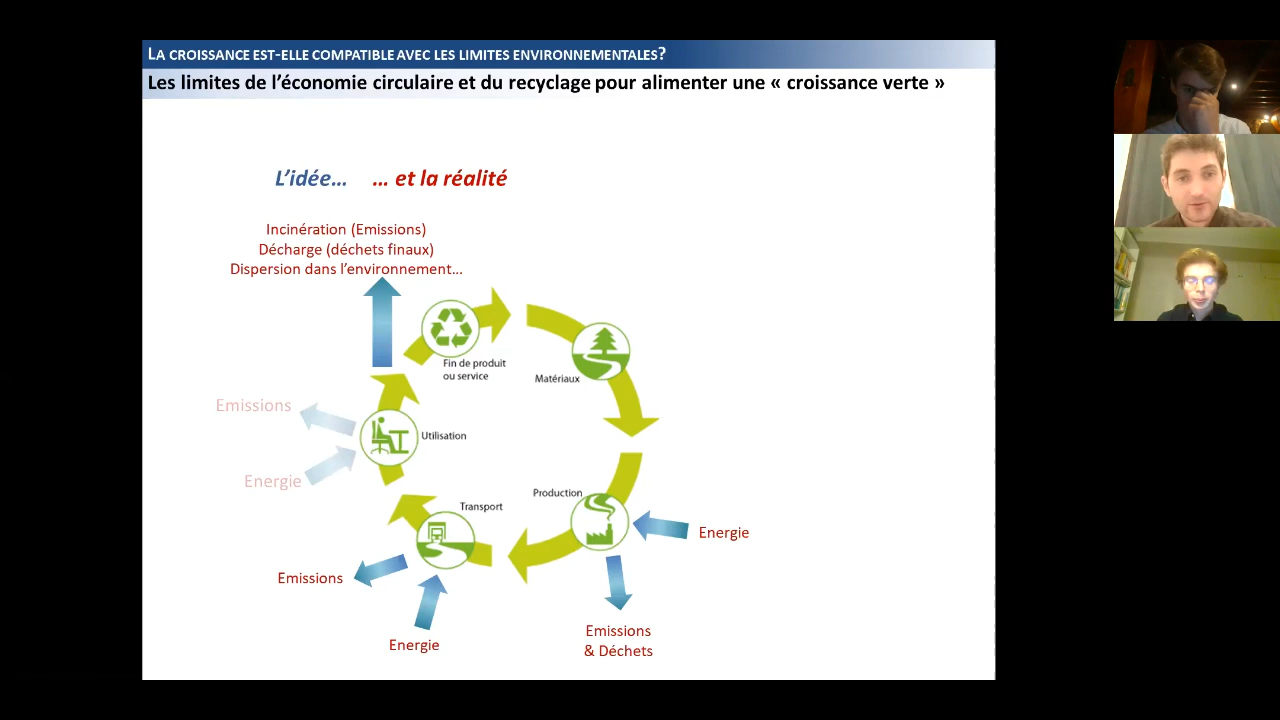 LA CROISSANCE EST-ELLE COMPATIBLE AVEC LES LIMITES ENVIRONNEMENTALES?
Les limites de l'économie circulaire et du recyclage pour alimenter une « croissance verte »
L'idée… … et la réalité
Incinération (Emissions)
Décharge (déchets finaux)
Dispersion dans l'environnement…
Fin de produit
ou service
Matériaux
Emissions
Utilisation
Energie
Production
Transport
Energie
Emissions
Energie
Emissions
& Déchets